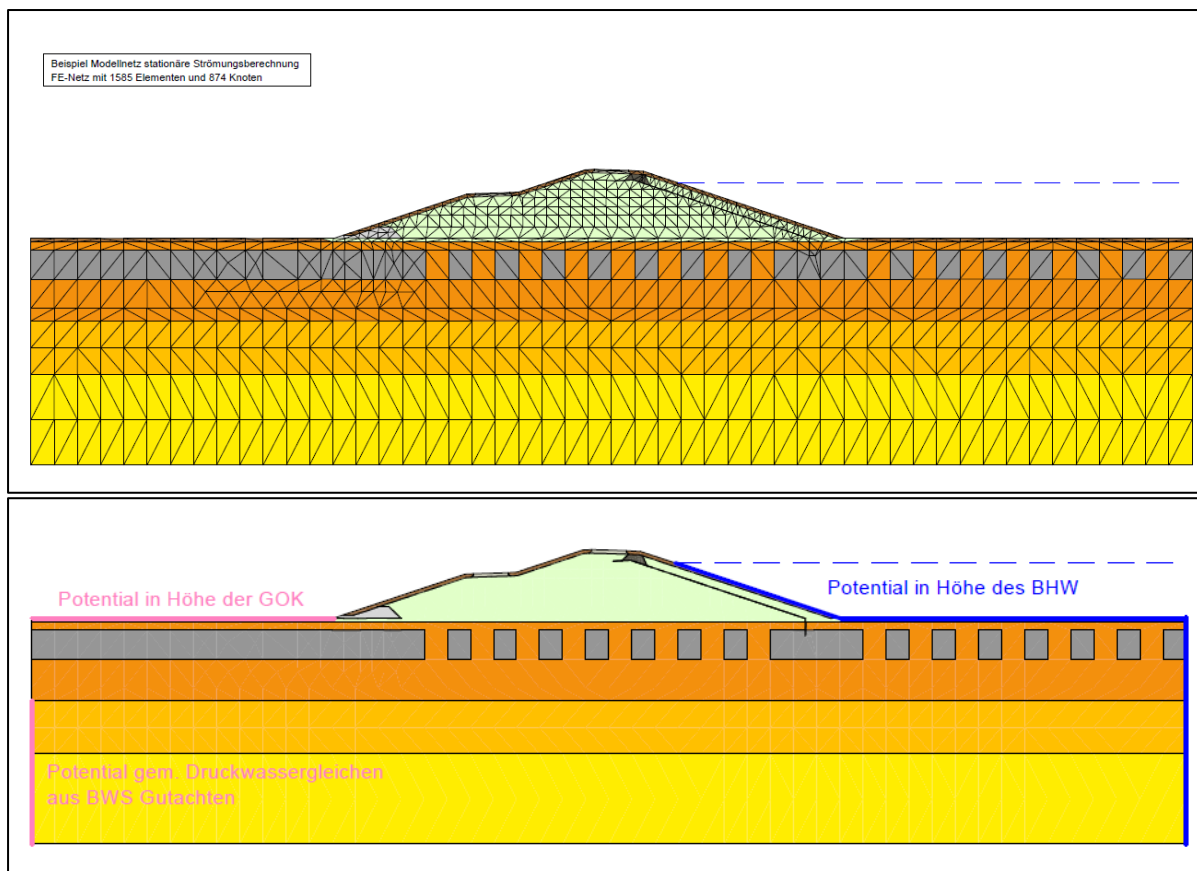 Beispiel Modellnetz stationäre Strömungsberechnung
FE-Netz mit 1585 Elementen und 874 Knoten
Potential in Höhe der GOK
Potential in Höhe des BHW
Potential gem. Druckwassergleichen
aus BWS Gutachten